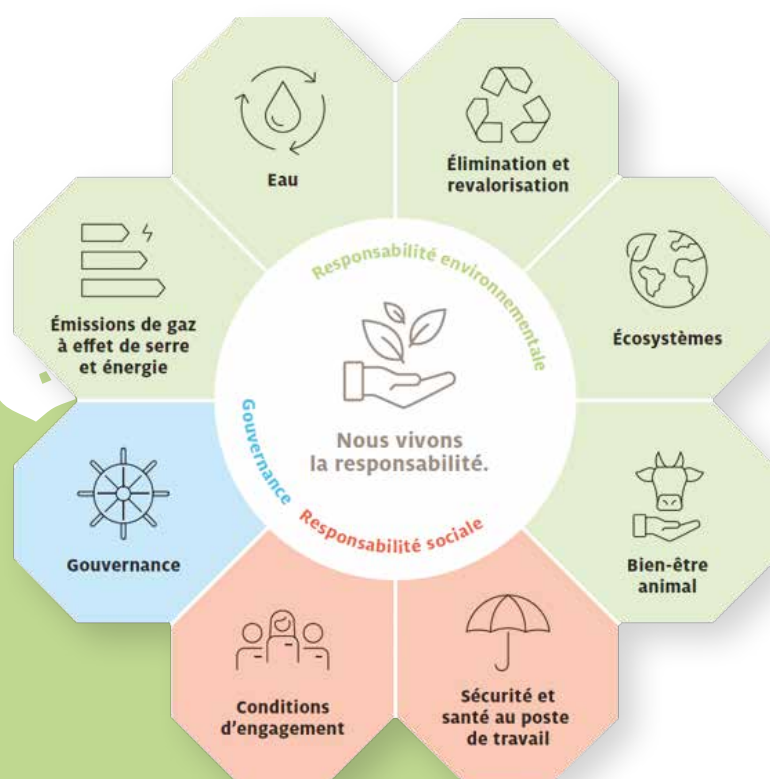 Eau
Élimination et
revalorisation
Émissions de gaz
à effet de serre
et énergie
Écosystèmes
Responsabilité environnementale
Nous vivons
la responsabilité.
Gouvernance
Responsabilité sociale
Gouvernance
Bien-être
animal
Conditions
d’engagement
Sécurité et
santé au poste
de travail